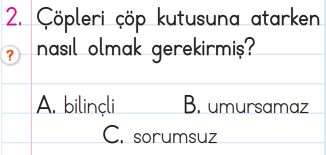 2. Çöpleri çöp kutusuna atarken
? nasıl olmak gerekirmiş?
A. bilinçli B. umursamaz
C. sorumsuz